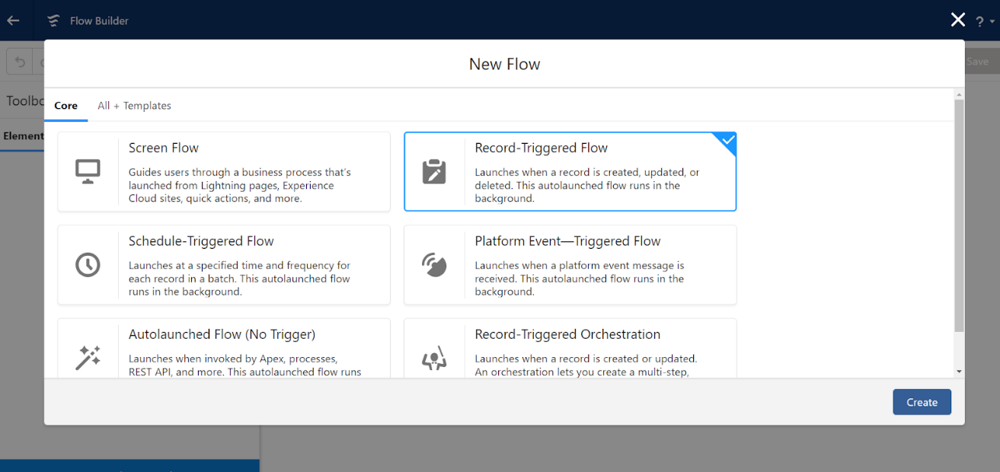 Flow Builder
?
Save
New Flow
Toolbo
Core
All + Templates
Element
Screen Flow
Guides users through a business process that's
launched from Lightning pages, Experience
Cloud sites, quick actions, and more.
Record-Triggered Flow
Launches when a record is created, updated, or
deleted. This autolaunched flow runs in the
background.
Schedule-Triggered Flow
Launches at a specified time and frequency for
each record in a batch. This autolaunched flow
runs in the background.
Platform Event—Triggered Flow
Launches when a platform event message is
received. This autolaunched flow runs in the
background.
Autolaunched Flow (No Trigger)
Launches when invoked by Apex, processes,
REST API, and more. This autolaunched flow runs
Record-Triggered Orchestration
Launches when a record is created or updated.
An orchestration lets you create a multi-step,
Create